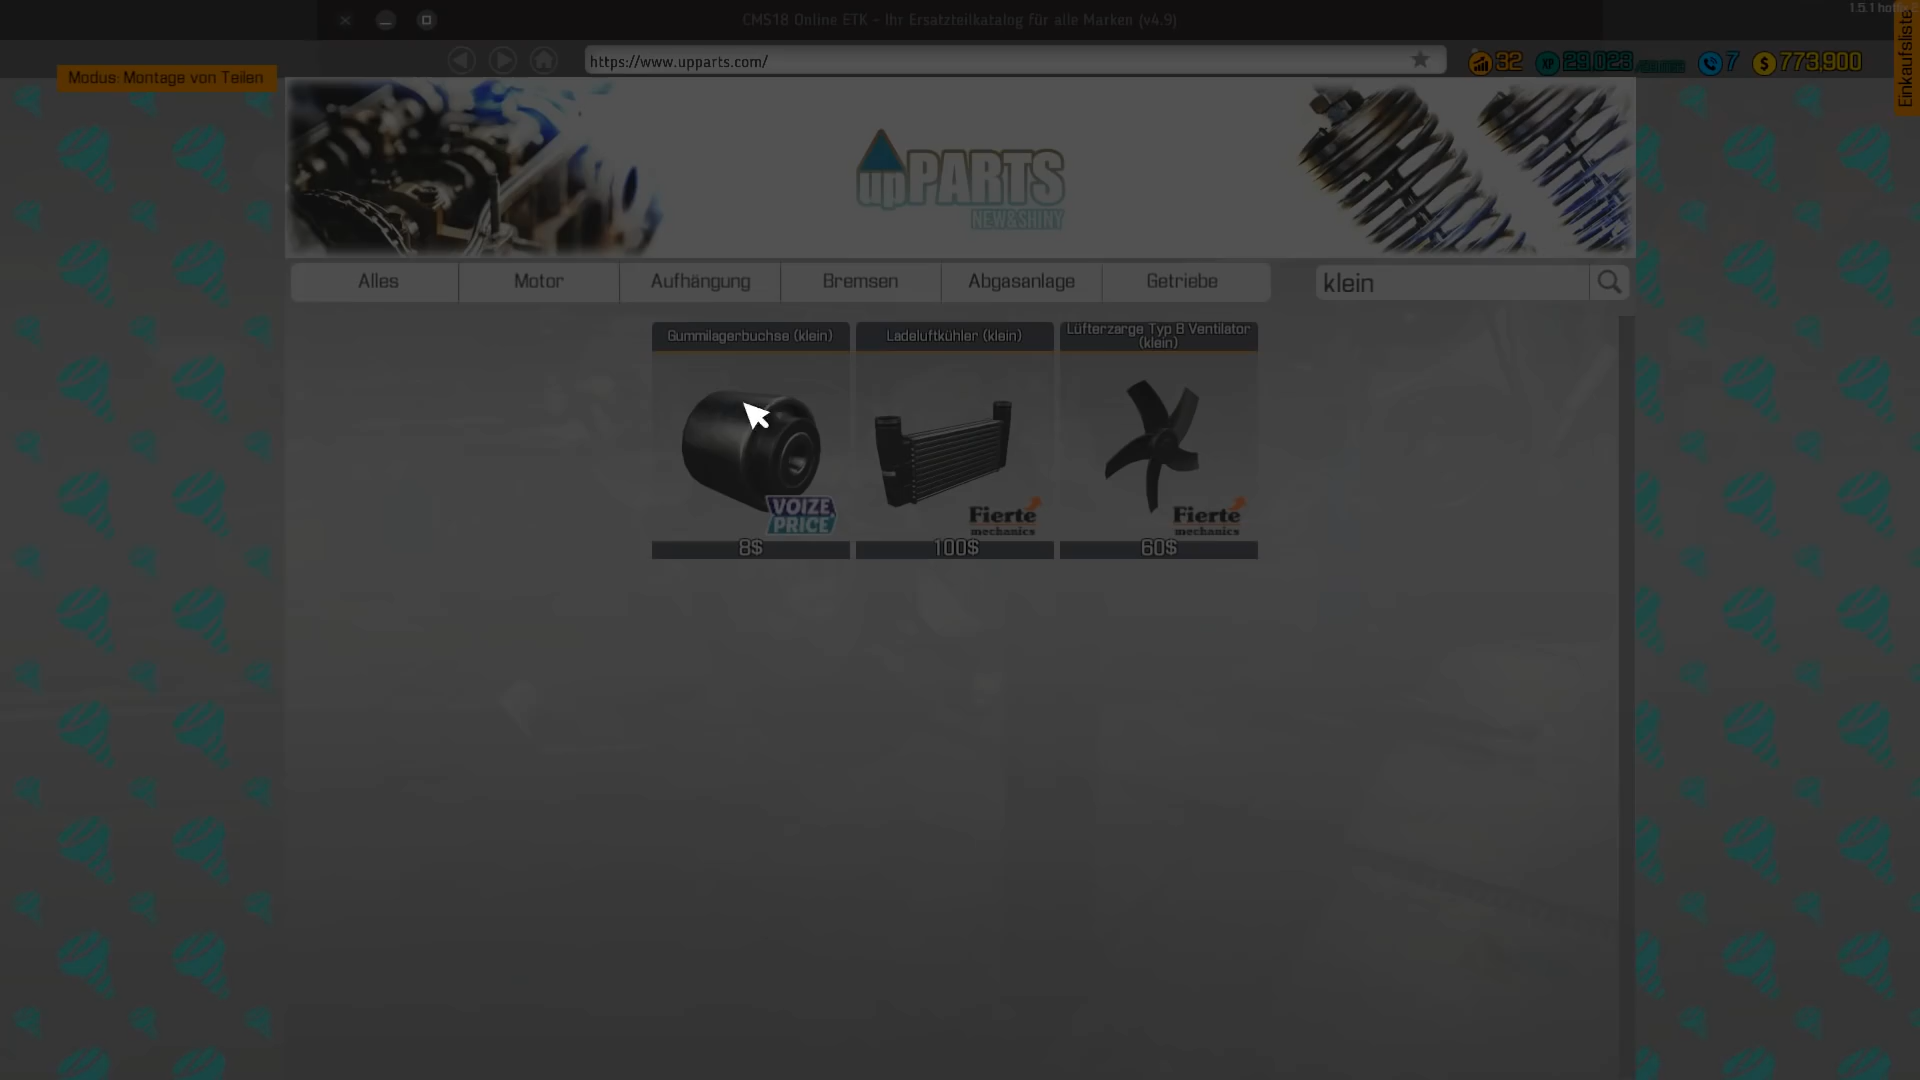 CMS18 Online ETK - Ihr Ersatzteilkatalog für alle Marken (v4.9)
1.5.1
https://www.upparts.com/
32
XP 29,023
7
$ 773,900
Einkaufsliste
Modus: Montage von Teilen
upPARTS
NEW&SHINY
Alles
Motor
Aufhängung
Bremsen
Abgasanlage
Getriebe
klein
Gummilagerbuchse (klein)
VOIZE
PRICE
8$
Ladeluftkühler (klein)
Fierte
mechanics
100$
Lüfterzarge Typ B Ventilator
(klein)
Fierte
mechanics
60$